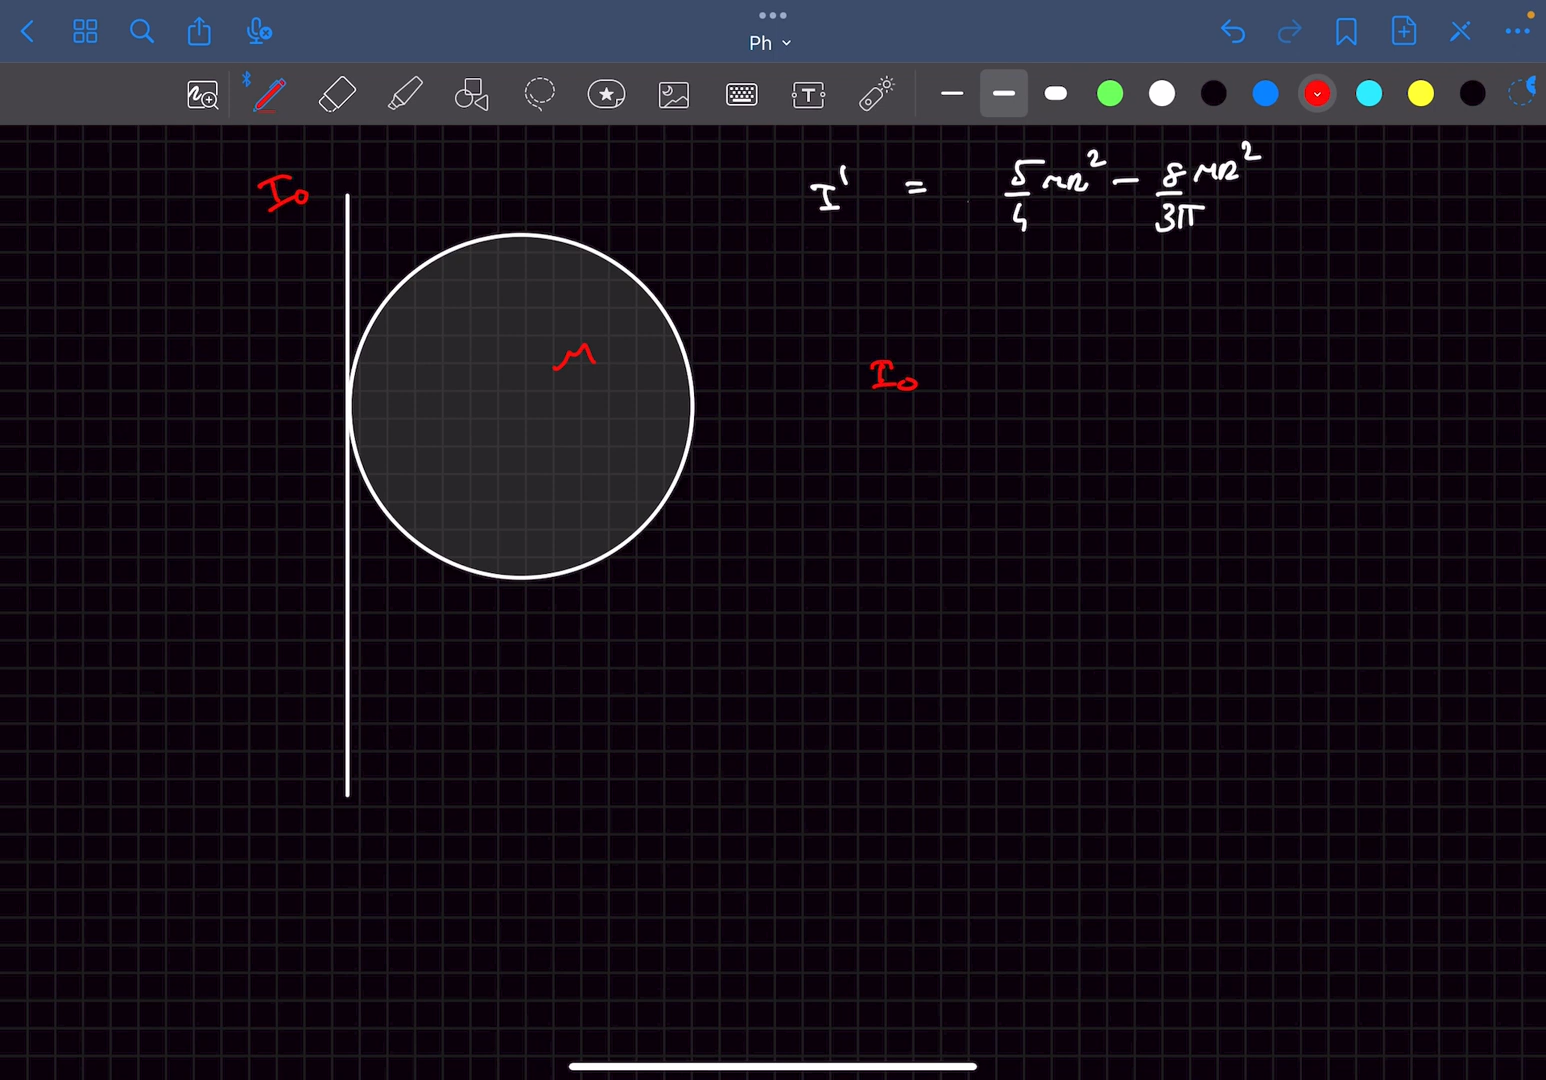 Ph
T
I₀
I' = 5/4 MR² - 8/3π MR²
M
I₀